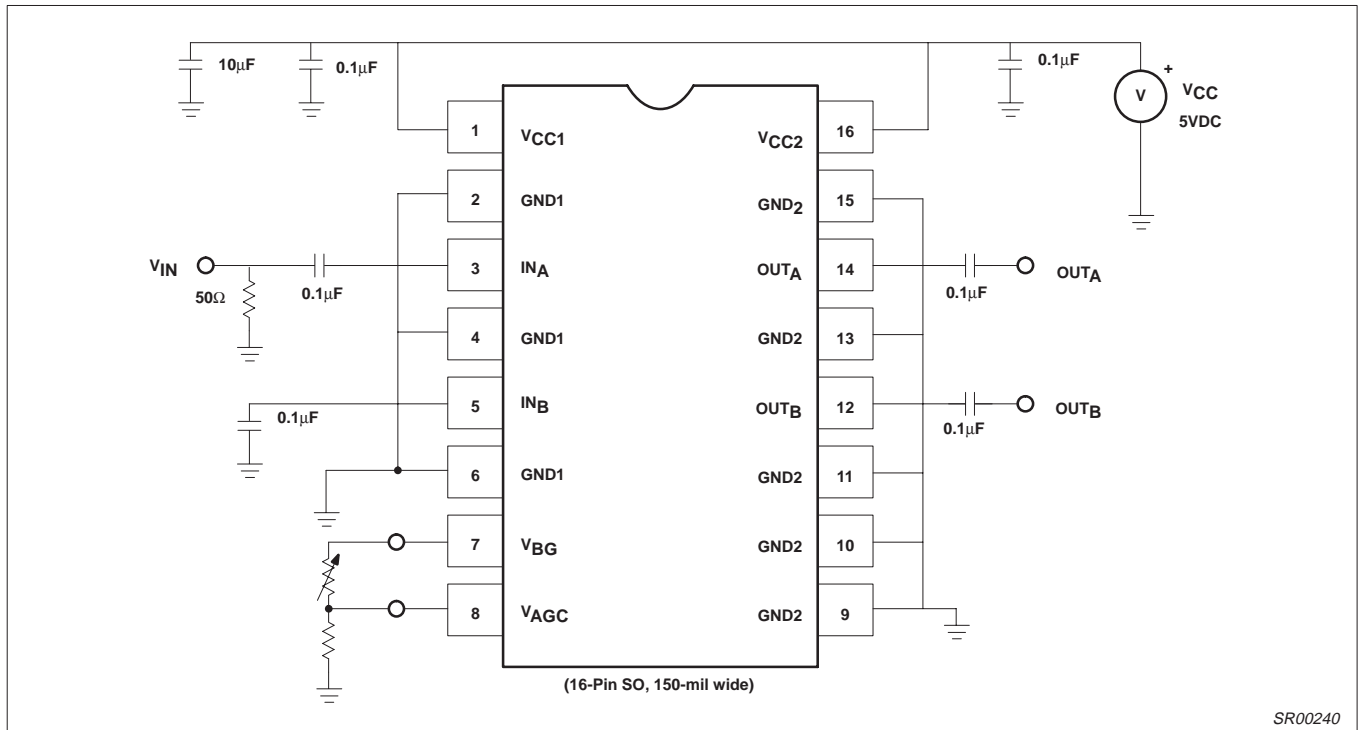 10μF
0.1μF
0.1μF
+
V
VCC
5VDC
1
VCC1
VCC2
16
2
GND1
GND2
15
VIN
50Ω
0.1μF
3
INA
OUTA
14
0.1μF
OUTA
4
GND1
GND2
13
0.1μF
5
INB
OUTB
12
0.1μF
OUTB
6
GND1
GND2
11
7
VBG
GND2
10
8
VAGC
GND2
9
(16-Pin SO, 150-mil wide)
SR00240